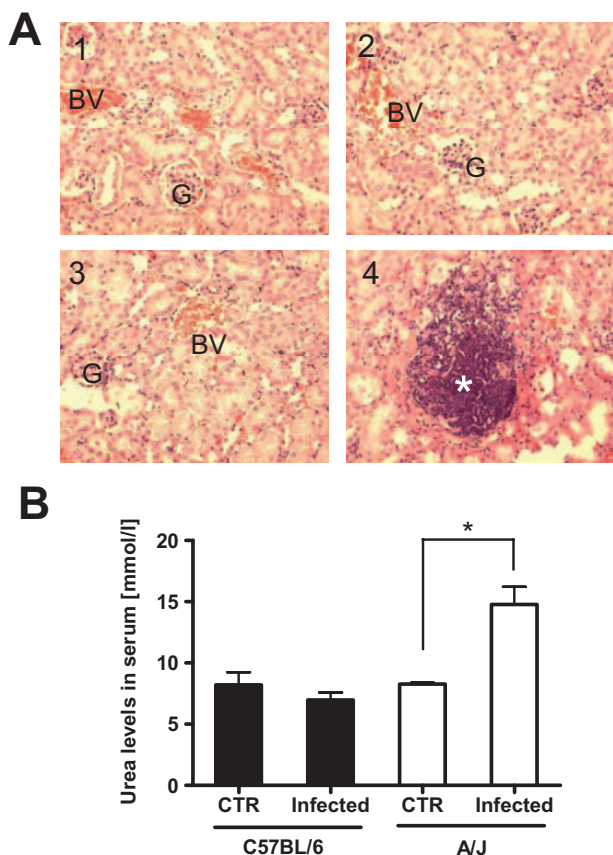 A
1
BV
G
2
BV
G
3
BV
G
4
*
B
Urea levels in serum [mmol/l]
20
15
10
5
0
*
CTR Infected CTR Infected
C57BL/6 A/J